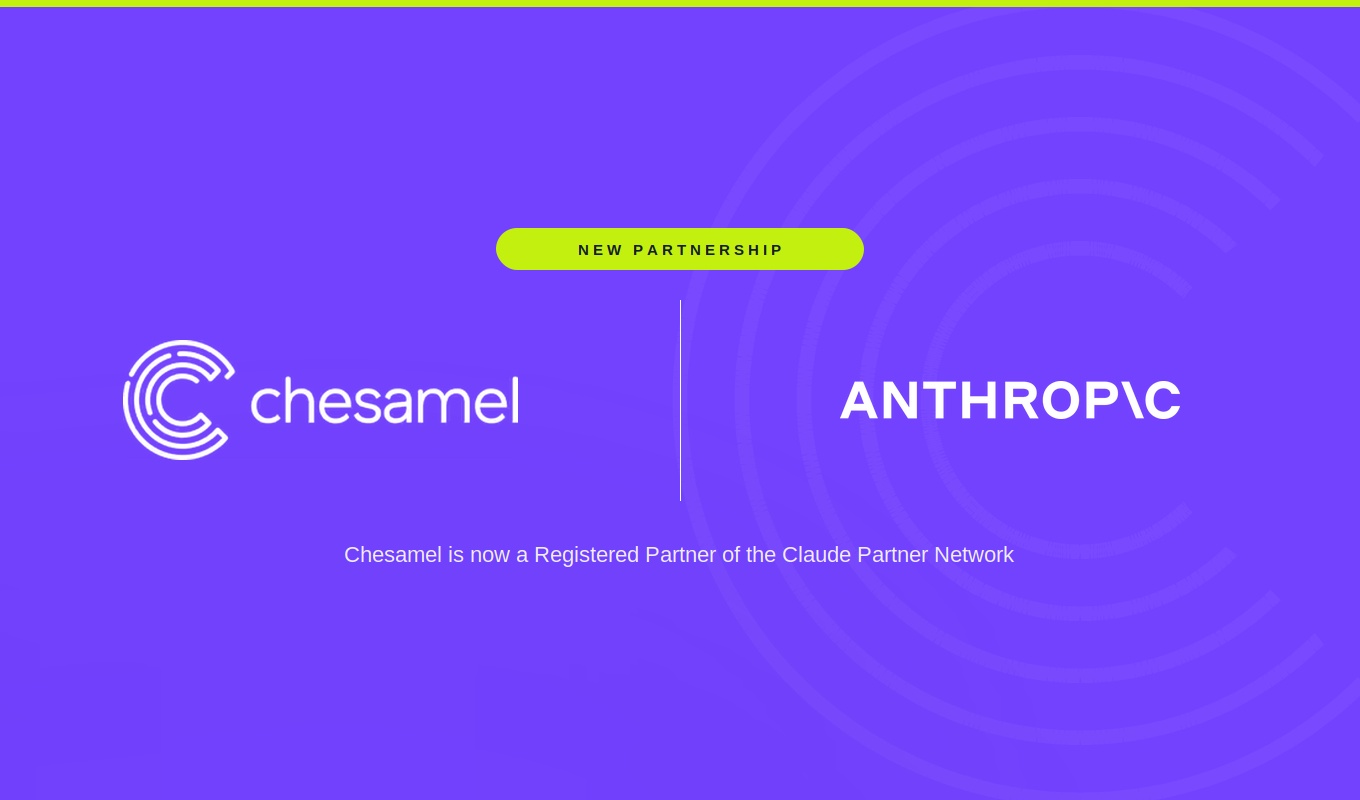 NEW PARTNERSHIP
chesamel
ANTHROP\C
Chesamel is now a Registered Partner of the Claude Partner Network